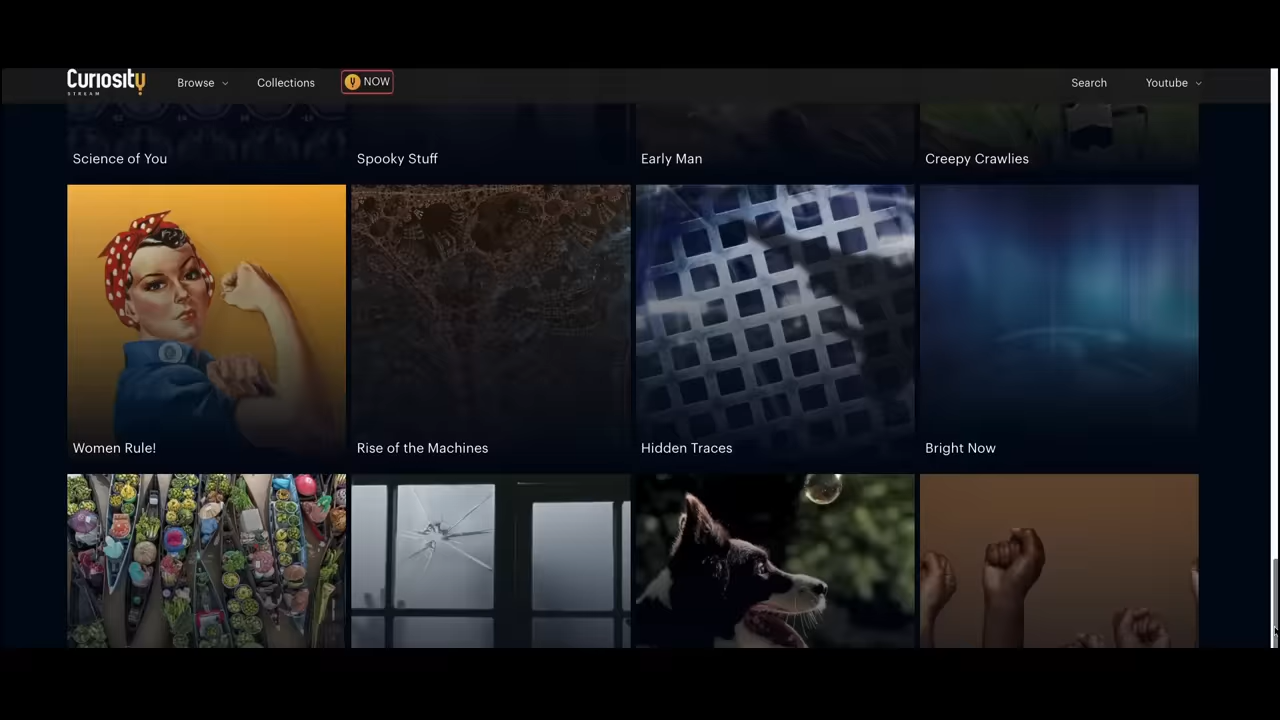 Curiosity
STREAM
Browse
Collections
NOW
Search
Youtube
Science of You
Spooky Stuff
Early Man
Creepy Crawlies
Women Rule!
Rise of the Machines
Hidden Traces
Bright Now